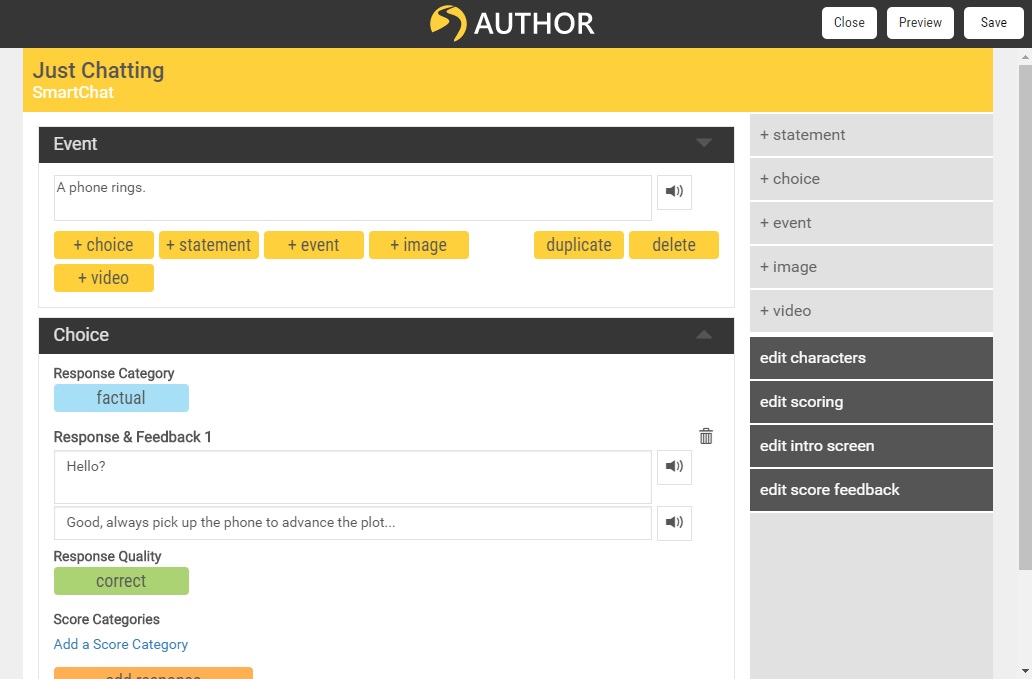 AUTHOR
Close
Preview
Save
Just Chatting
SmartChat
Event
A phone rings.
+ choice
+ statement
+ event
+ image
duplicate
delete
+ video
Choice
Response Category
factual
Response & Feedback 1
Hello?
Good, always pick up the phone to advance the plot...
Response Quality
correct
Score Categories
Add a Score Category
add response
+ statement
+ choice
+ event
+ image
+ video
edit characters
edit scoring
edit intro screen
edit score feedback